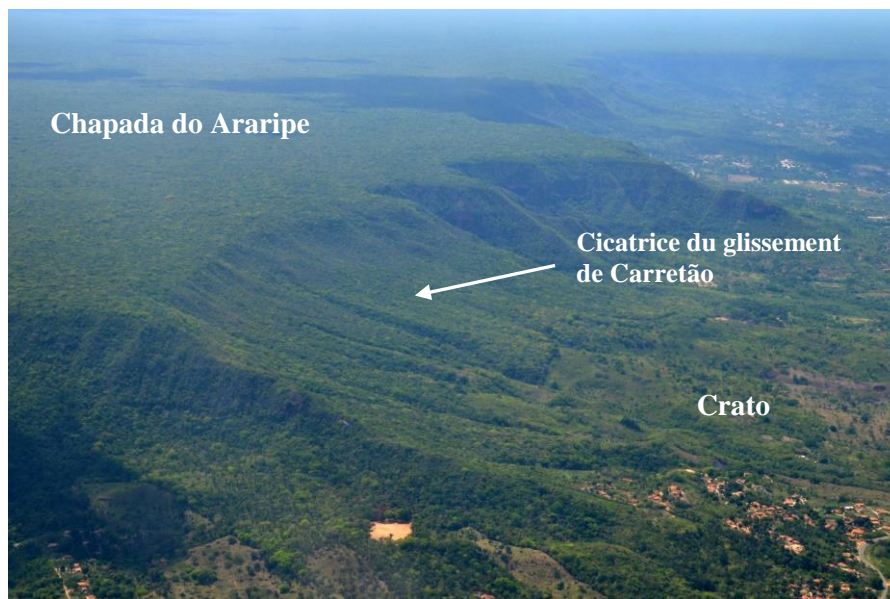 Chapada do Araripe
Cicatrice du glissement
de Carretão
Crato